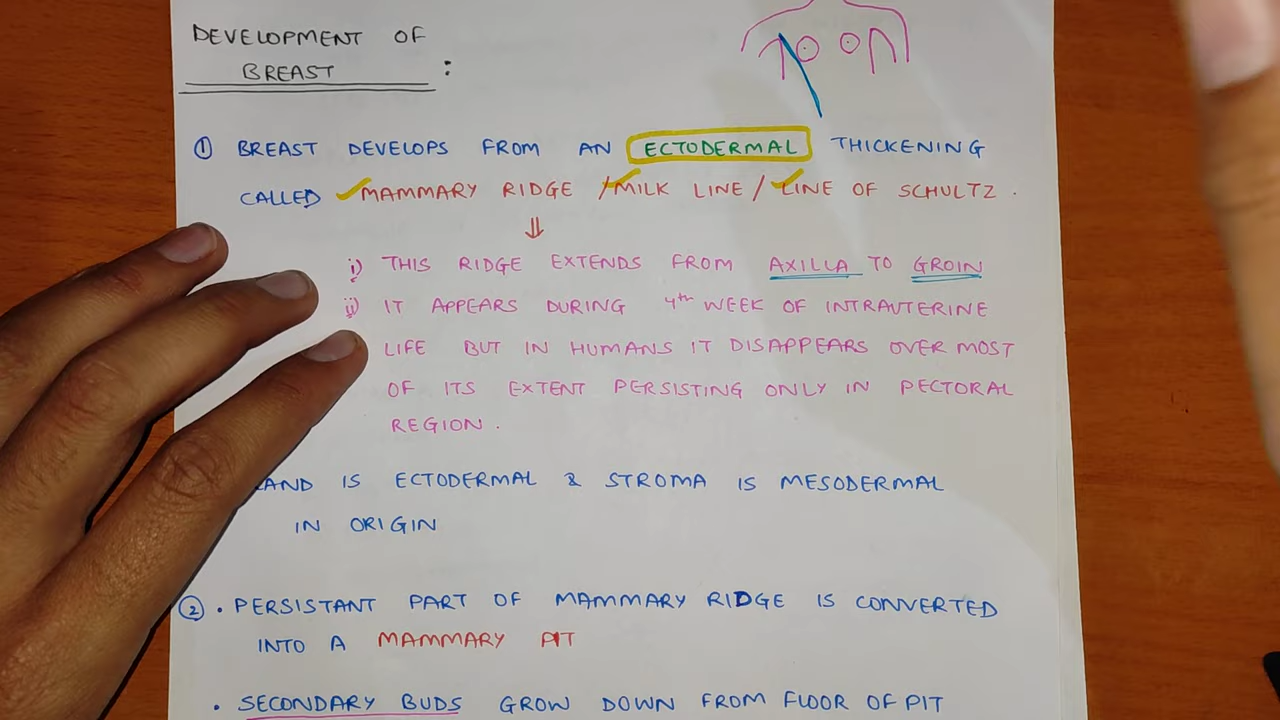 DEVELOPMENT OF
BREAST :
① BREAST DEVELOPS FROM AN ECTODERMAL THICKENING
CALLED MAMMARY RIDGE / MILK LINE / LINE OF SCHULTZ.
⇓
i) THIS RIDGE EXTENDS FROM AXILLA TO GROIN
ii) IT APPEARS DURING 4th WEEK OF INTRAUTERINE
LIFE BUT IN HUMANS IT DISAPPEARS OVER MOST
OF ITS EXTENT PERSISTING ONLY IN PECTORAL
REGION.
IS ECTODERMAL & STROMA IS MESODERMAL
IN ORIGIN
② . PERSISTANT PART OF MAMMARY RIDGE IS CONVERTED
INTO A MAMMARY PIT
. SECONDARY BUDS GROW DOWN FROM FLOOR OF PIT